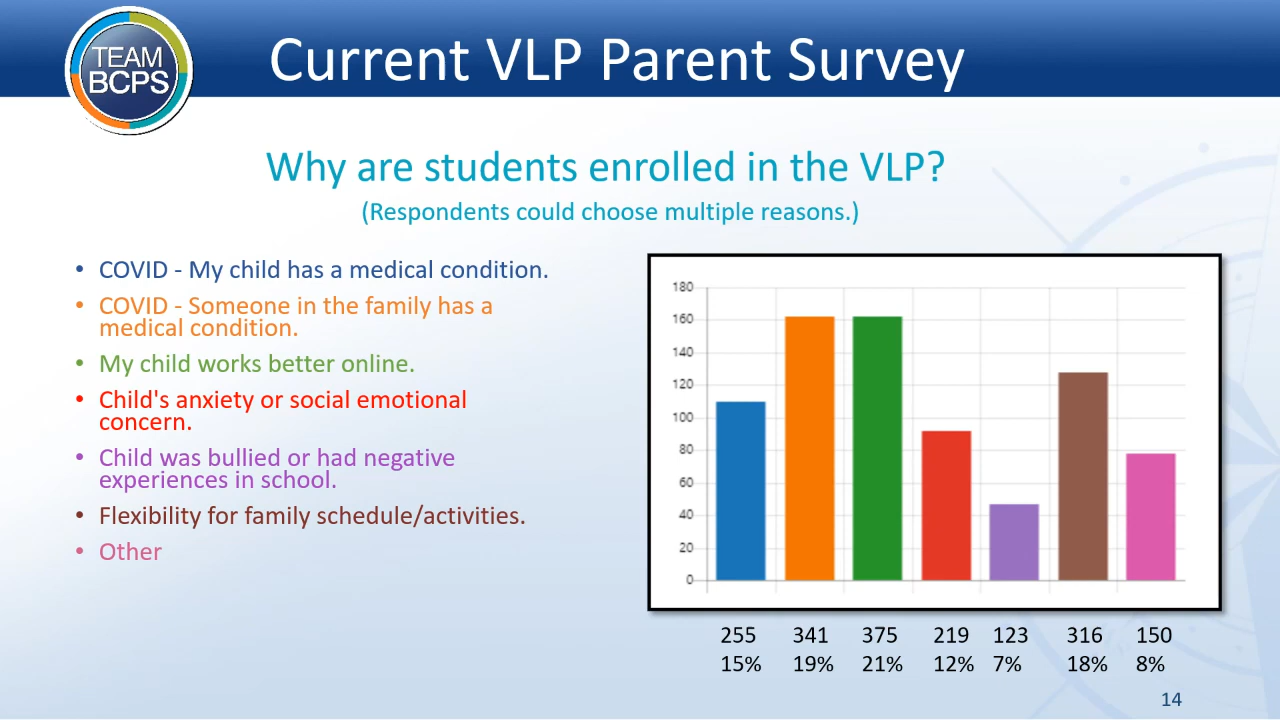 TEAM
BCPS
Current VLP Parent Survey
Why are students enrolled in the VLP?
(Respondents could choose multiple reasons.)
• COVID - My child has a medical condition.
• COVID - Someone in the family has a
medical condition.
• My child works better online.
• Child's anxiety or social emotional
concern.
• Child was bullied or had negative
experiences in school.
• Flexibility for family schedule/activities.
• Other
180
160
140
120
100
80
60
40
20
0
255 341 375 219 123 316 150
15% 19% 21% 12% 7% 18% 8%
14